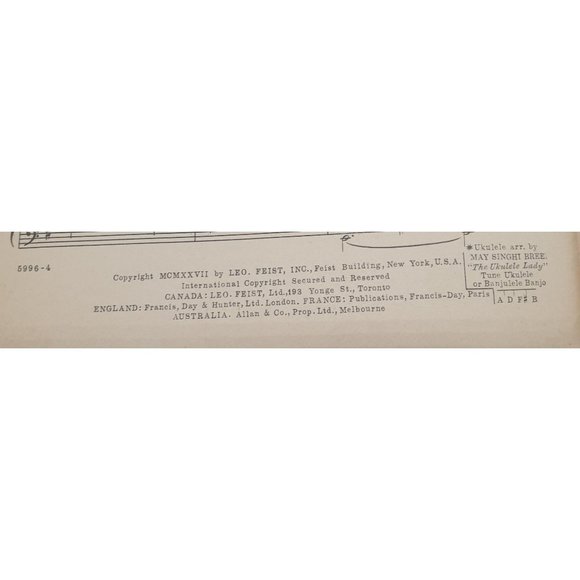 *Ukulele arr. by
MAY SINGHI BREE.
"The Ukulele Lady"
Tune Ukulele
or Banjulele Banjo
A D F♯ B
5996-4
Copyright MCMXXVII by LEO. FEIST, INC., Feist Building, New York, U.S.A.
International Copyright Secured and Reserved
CANADA: LEO. FEIST, Ltd., 193 Yonge St., Toronto
ENGLAND: Francis, Day & Hunter, Ltd. London. FRANCE: Publications, Francis-Day, Paris
AUSTRALIA. Allan & Co., Prop. Ltd., Melbourne